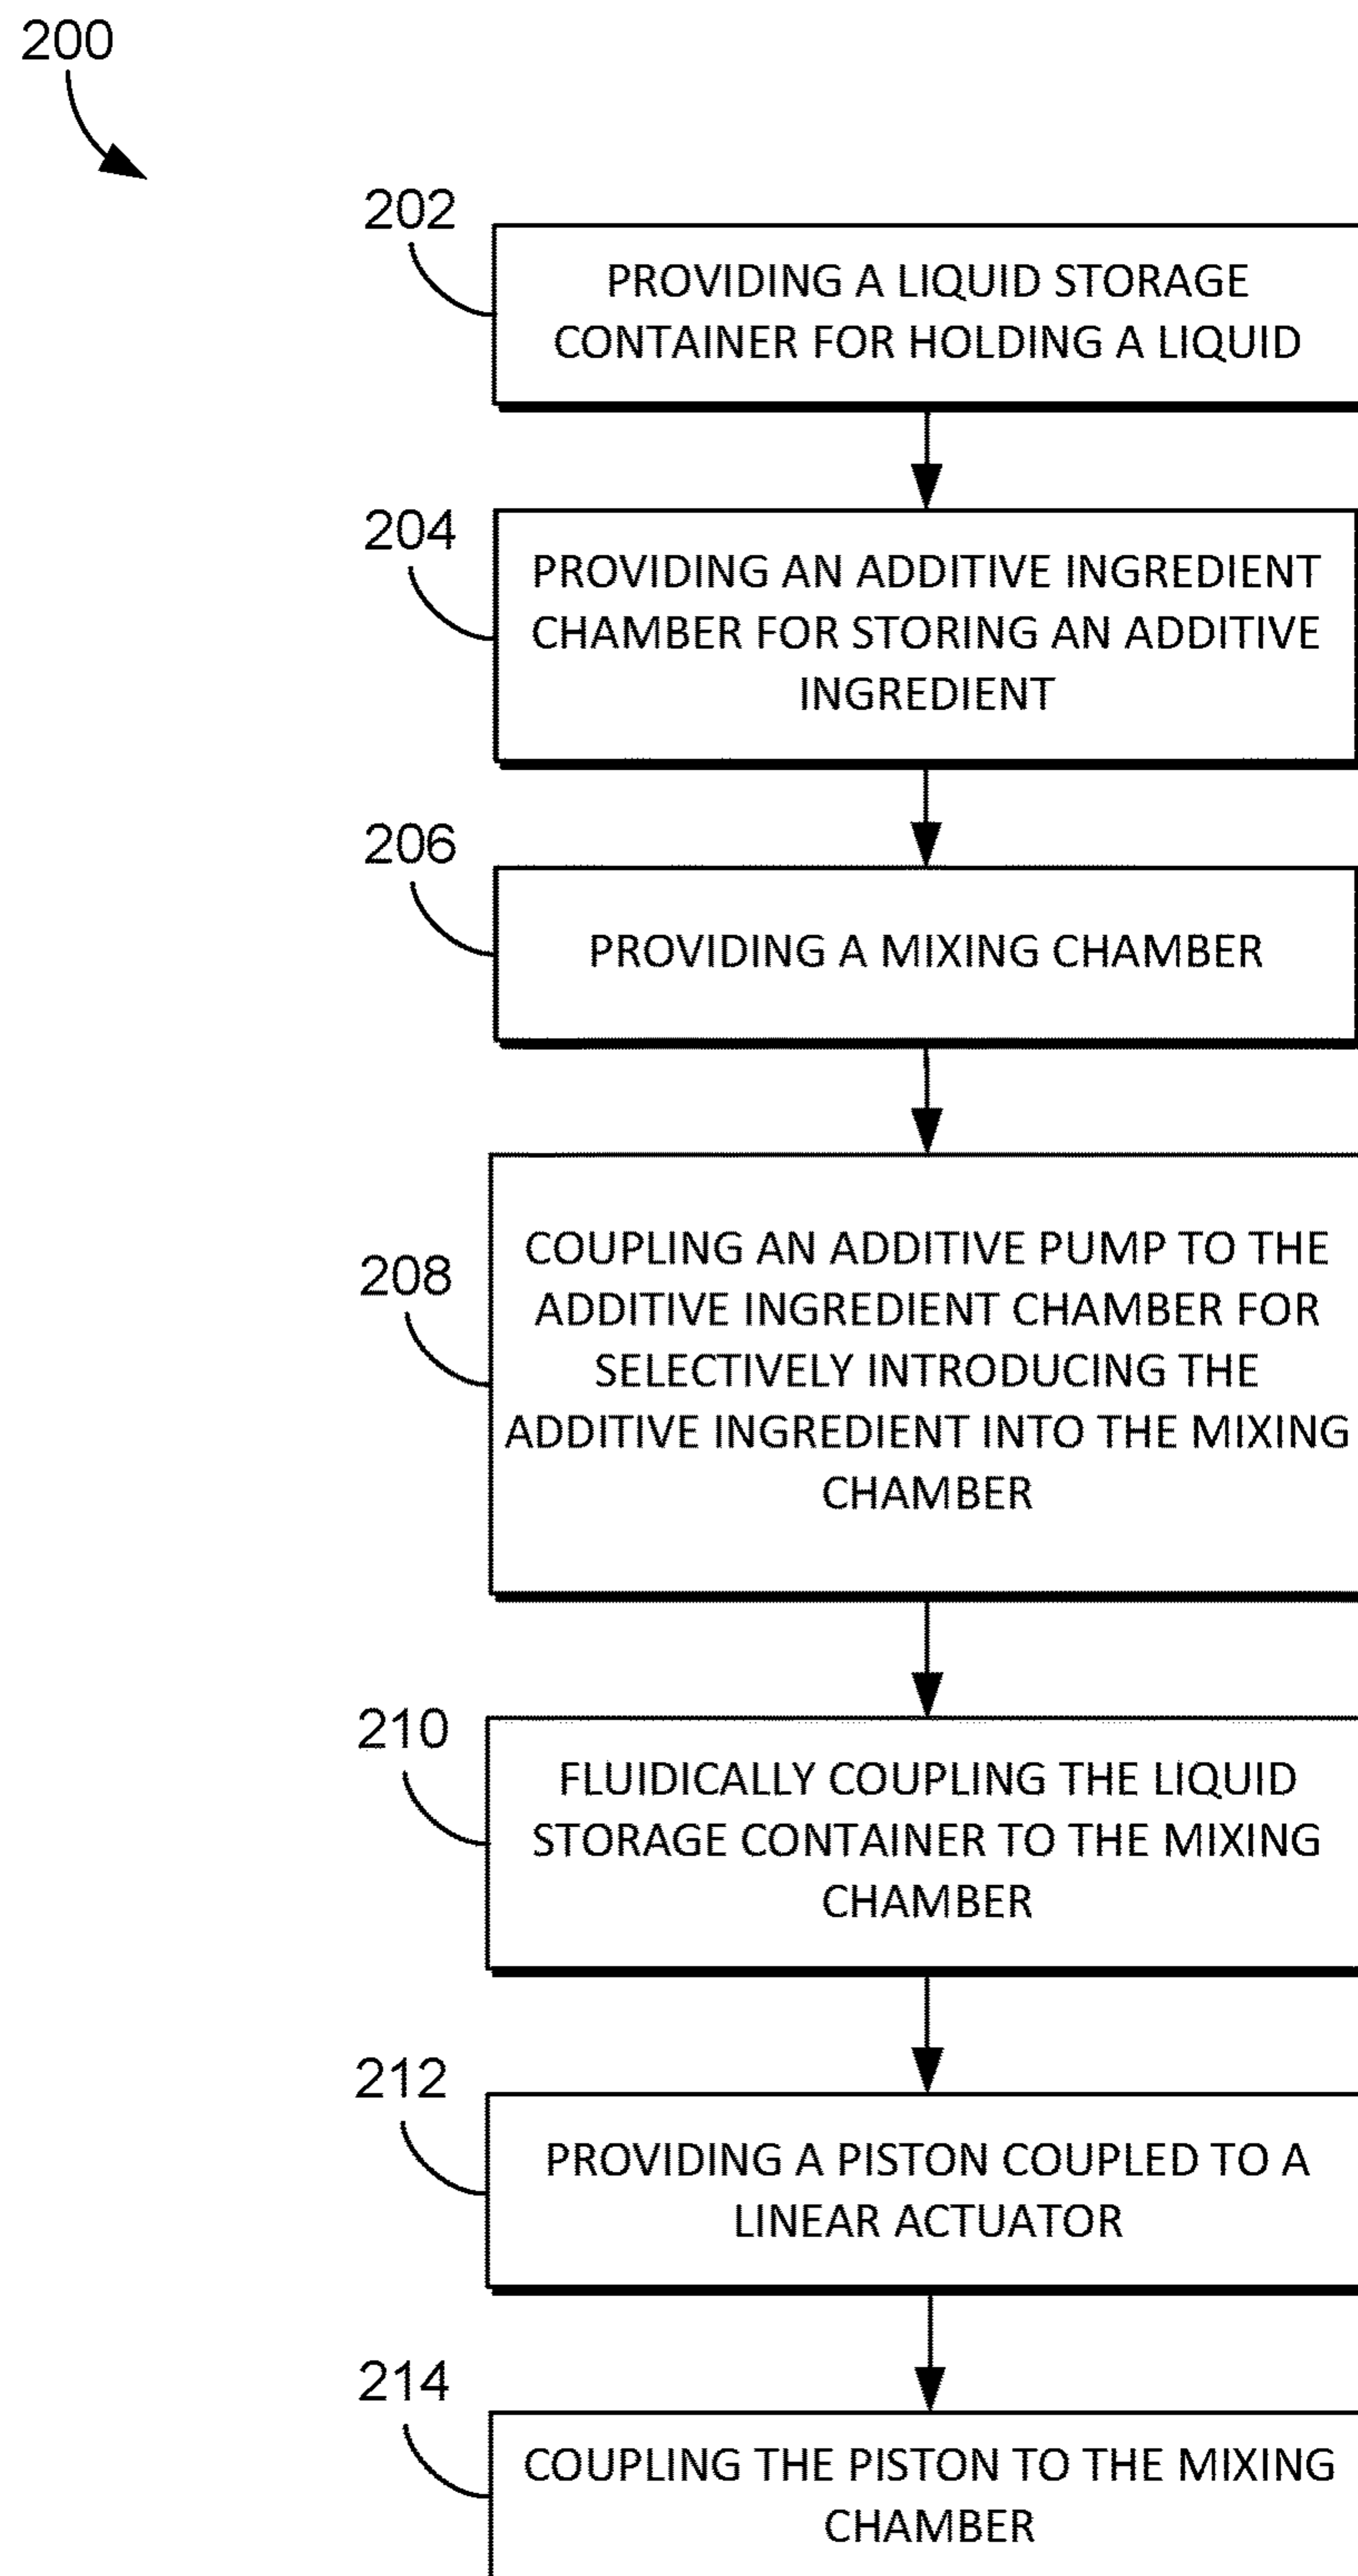 200
202
PROVIDING A LIQUID STORAGE
CONTAINER FOR HOLDING A LIQUID
204
PROVIDING AN ADDITIVE INGREDIENT
CHAMBER FOR STORING AN ADDITIVE
INGREDIENT
206
PROVIDING A MIXING CHAMBER
208
COUPLING AN ADDITIVE PUMP TO THE
ADDITIVE INGREDIENT CHAMBER FOR
SELECTIVELY INTRODUCING THE
ADDITIVE INGREDIENT INTO THE MIXING
CHAMBER
210
FLUIDICALLY COUPLING THE LIQUID
STORAGE CONTAINER TO THE MIXING
CHAMBER
212
PROVIDING A PISTON COUPLED TO A
LINEAR ACTUATOR
214
COUPLING THE PISTON TO THE MIXING
CHAMBER